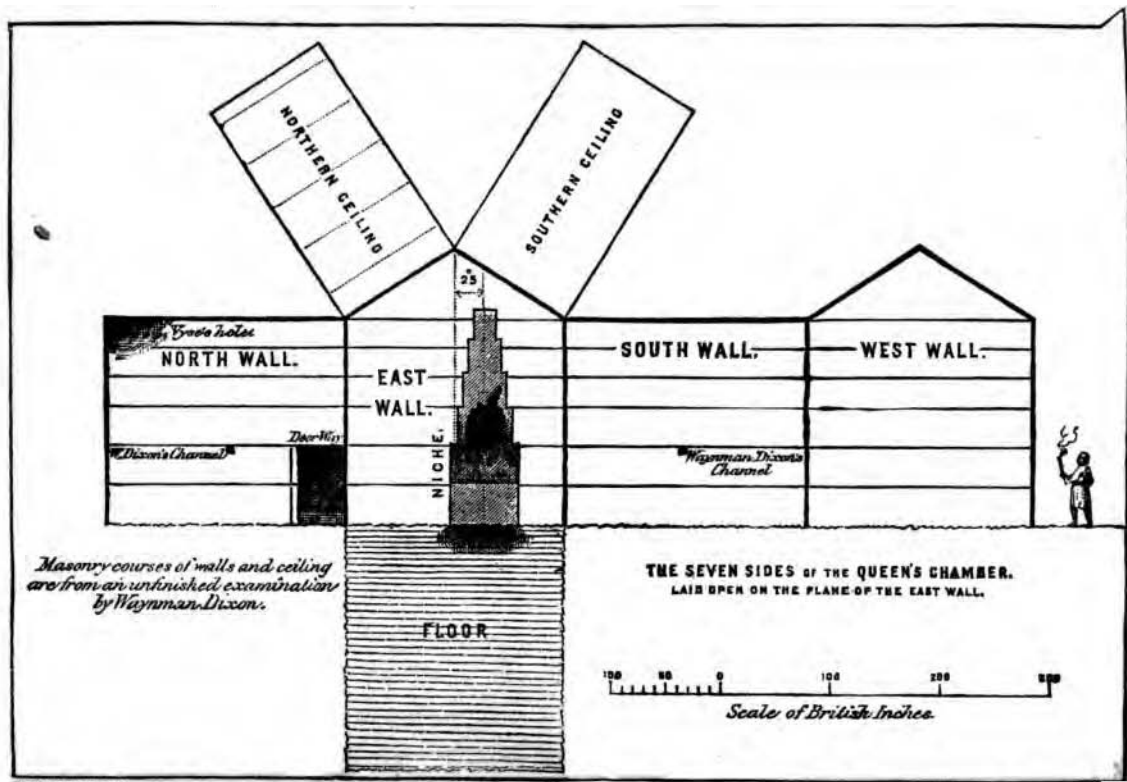 NORTHERN CEILING
SOUTHERN CEILING
25"
Vyse's hole
NORTH WALL.
EAST
WALL.
SOUTH WALL.
WEST WALL.
NICHE.
Door Way
W. Dixon's Channel
Waynman Dixon's
Channel
Masonry courses of walls and ceiling
are from an unfinished examination
by Waynman Dixon.
FLOOR
THE SEVEN SIDES OF THE QUEEN'S CHAMBER.
LAID OPEN ON THE PLANE OF THE EAST WALL.
100 50 0 100 200 300
Scale of British Inches.